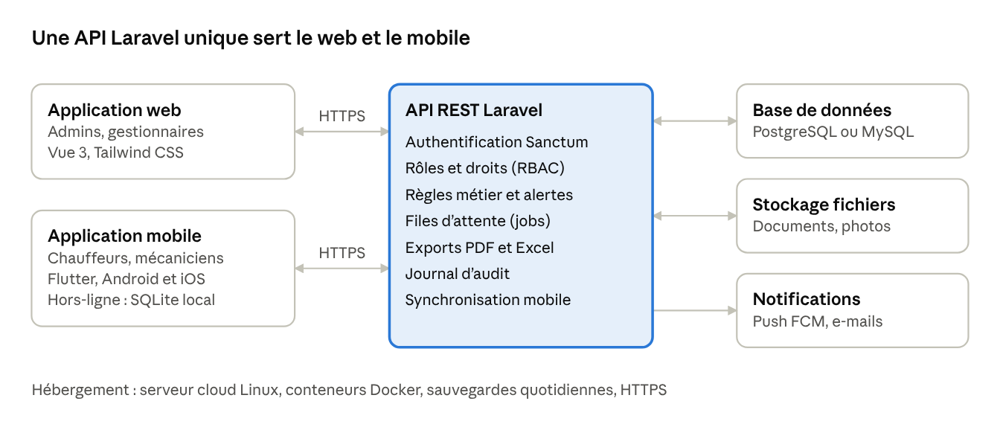 Une API Laravel unique sert le web et le mobile
Application web
Admins, gestionnaires
Vue 3, Tailwind CSS
HTTPS
Application mobile
Chauffeurs, mécaniciens
Flutter, Android et iOS
Hors-ligne : SQLite local
HTTPS
API REST Laravel
Authentification Sanctum
Rôles et droits (RBAC)
Règles métier et alertes
Files d’attente (jobs)
Exports PDF et Excel
Journal d’audit
Synchronisation mobile
Base de données
PostgreSQL ou MySQL
Stockage fichiers
Documents, photos
Notifications
Push FCM, e-mails
Hébergement : serveur cloud Linux, conteneurs Docker, sauvegardes quotidiennes, HTTPS